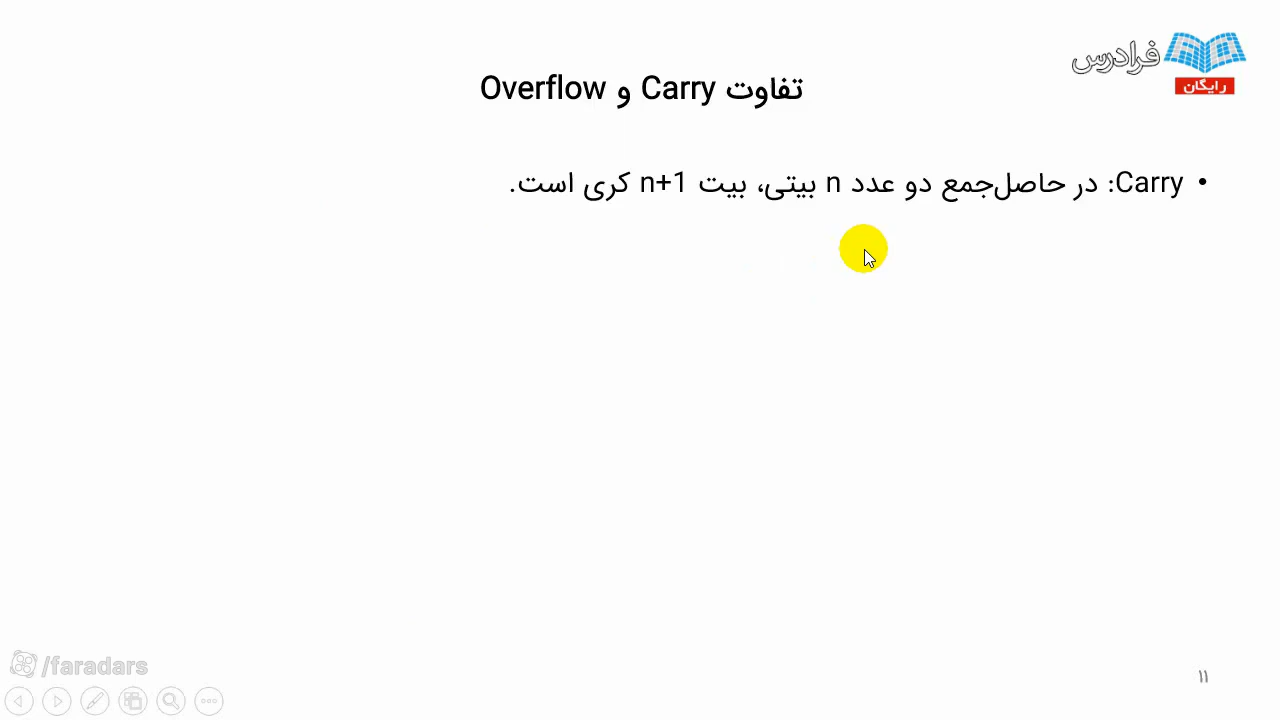 فرادرس
رایگان
تفاوت Carry و Overflow
• Carry: در حاصل‌جمع دو عدد n بیتی، بیت n+1 کری است.
/faradars
۱۱